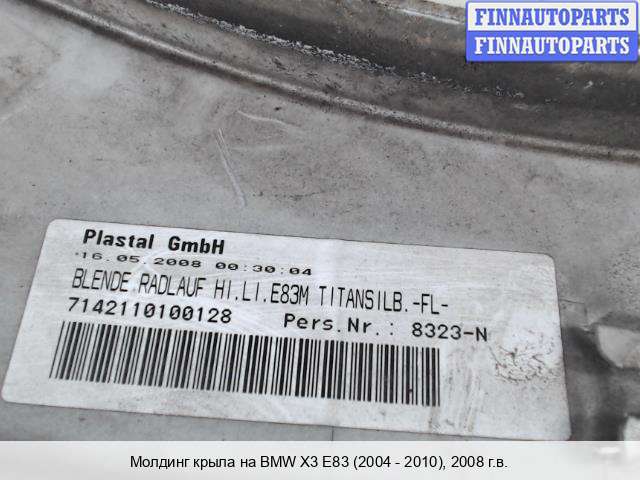 FINNAUTOPARTS
FINNAUTOPARTS
Plastal GmbH
16.05.2008 00:30:04
BLENDE.RADLAUF HI.LI.E83M TITANSILB.-FL-
7142110100128 Pers.Nr.: 8323-N
Молдинг крыла на BMW X3 E83 (2004 - 2010), 2008 г.в.